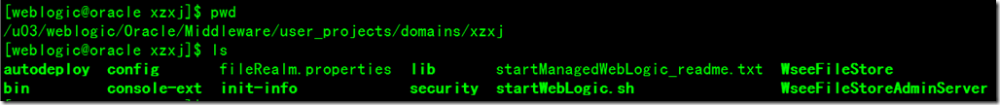 [weblogic@oracle xzxj]$ pwd
/u03/weblogic/Oracle/Middleware/user_projects/domains/xzxj
[weblogic@oracle xzxj]$ ls
autodeploy config fileRealm.properties lib startManagedWebLogic_readme.txt WseeFileStore
bin console-ext init-info security startWebLogic.sh WseeFileStoreAdminServer